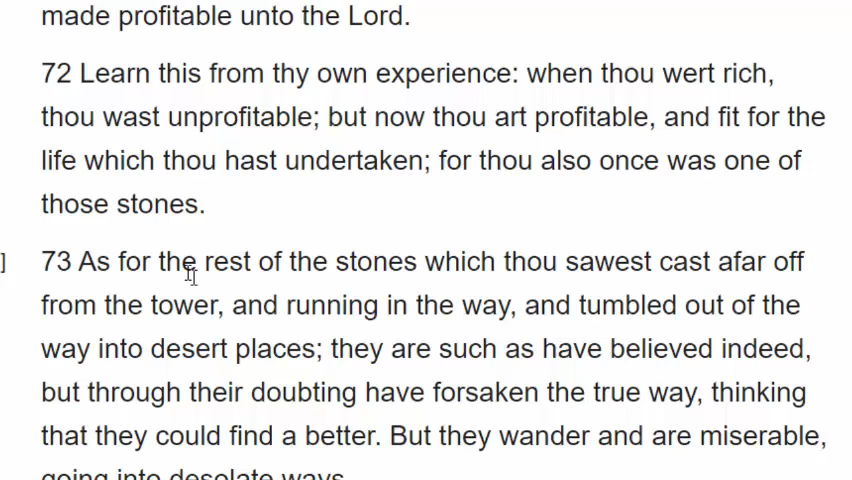 made profitable unto the Lord.
72 Learn this from thy own experience: when thou wert rich,
thou wast unprofitable; but now thou art profitable, and fit for the
life which thou hast undertaken; for thou also once was one of
those stones.
] 73 As for the rest of the stones which thou sawest cast afar off
from the tower, and running in the way, and tumbled out of the
way into desert places; they are such as have believed indeed,
but through their doubting have forsaken the true way, thinking
that they could find a better. But they wander and are miserable,
going into desolate ways.